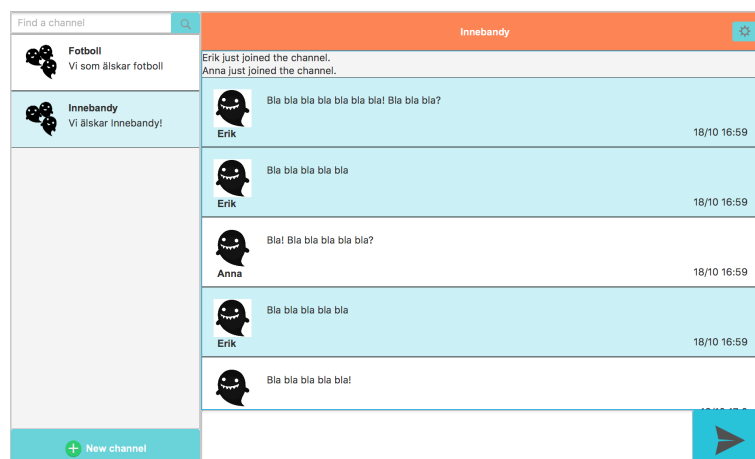 Find a channel
Fotboll
Vi som älskar fotboll
Innebandy
Vi älskar Innebandy!
New channel
Innebandy
Erik just joined the channel.
Anna just joined the channel.
Bla bla bla bla bla bla bla! Bla bla bla?
Erik
18/10 16:59
Bla bla bla bla bla
Erik
18/10 16:59
Bla! Bla bla bla bla bla?
Anna
18/10 16:59
Bla bla bla bla bla
Erik
18/10 16:59
Bla bla bla bla bla!